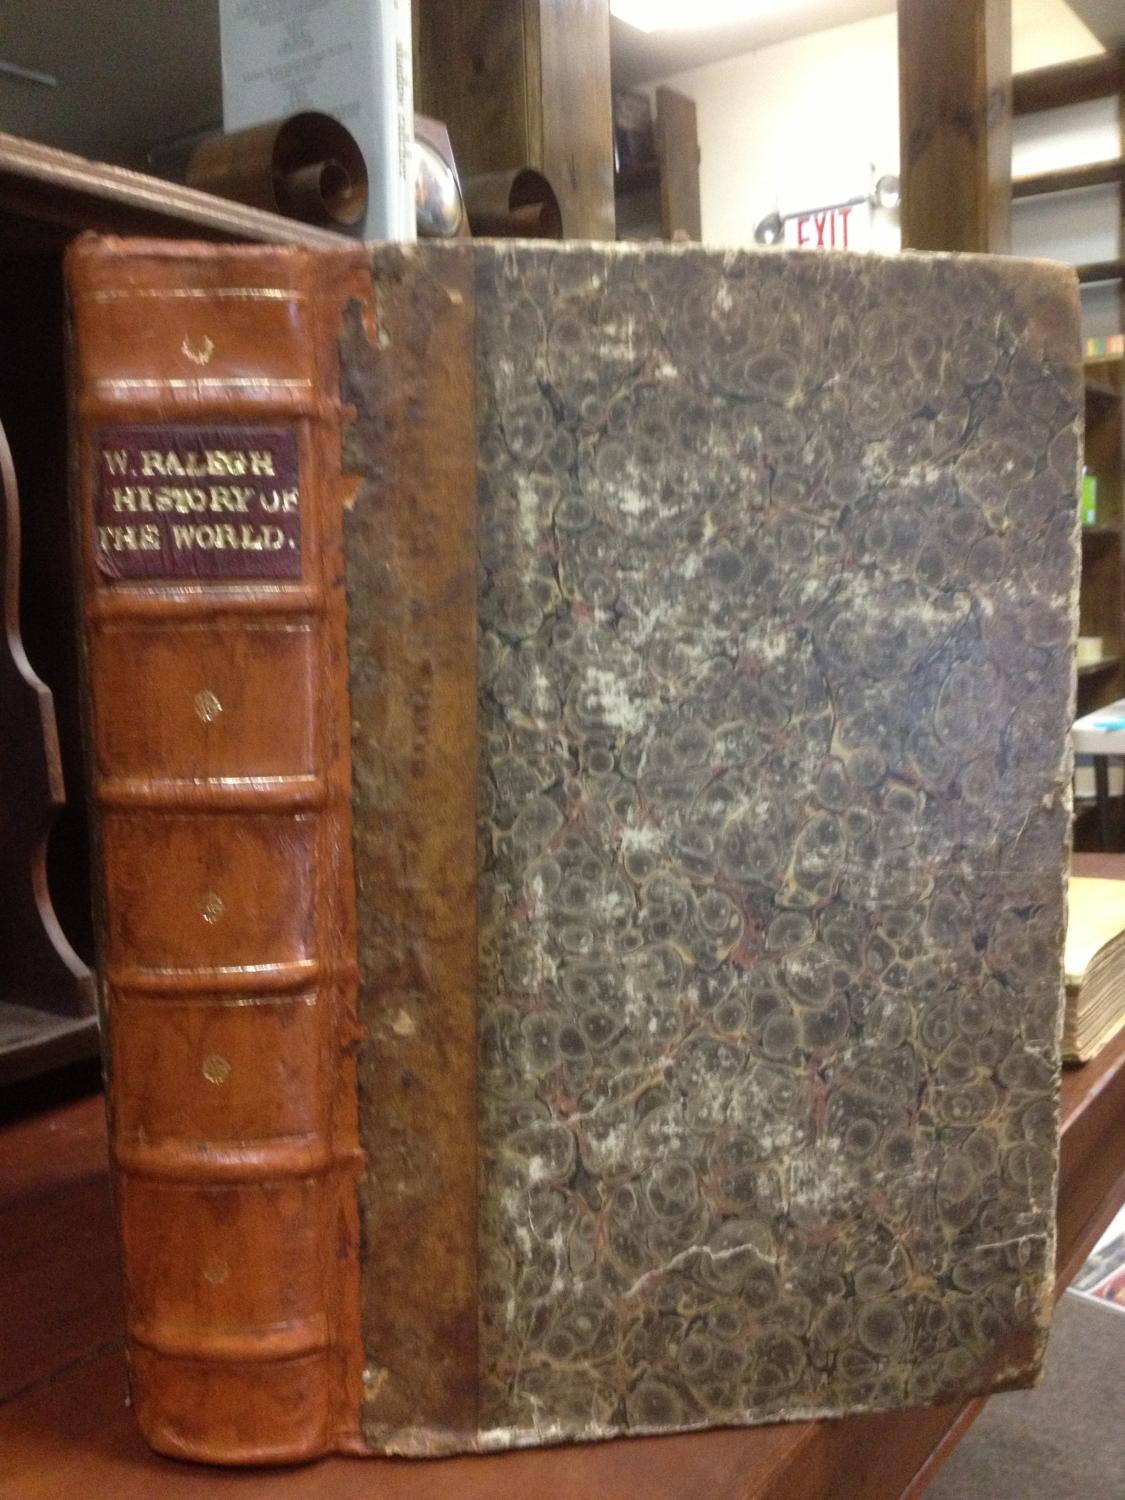 EXIT
W. RALEGH
HISTORY OF
THE WORLD.